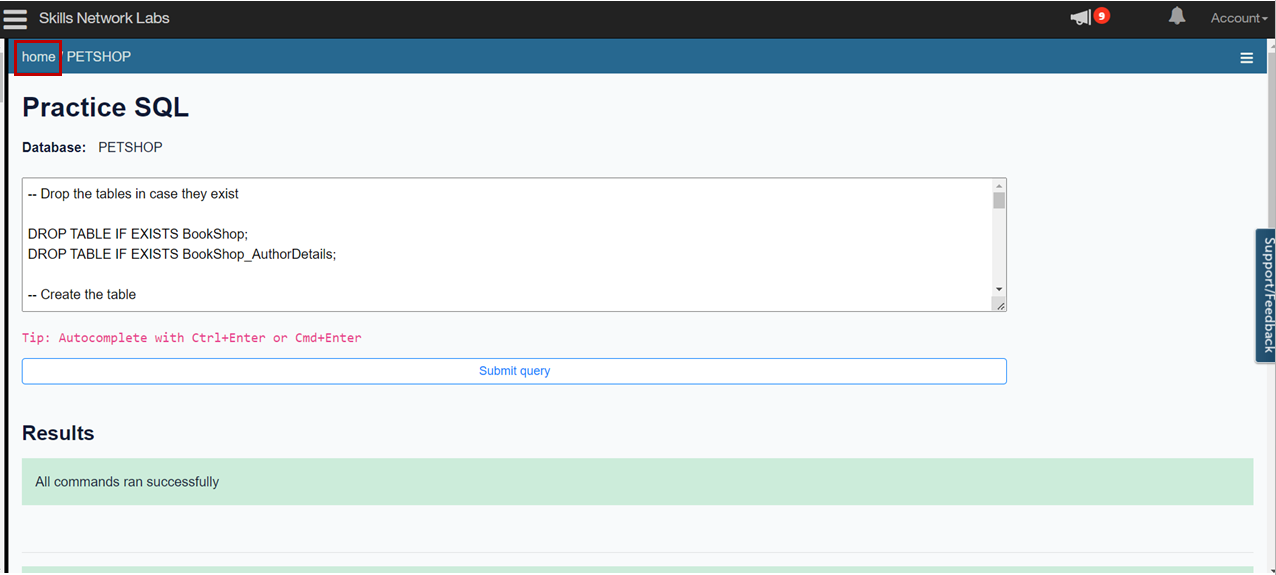 Skills Network Labs
9
Account
home / PETSHOP
Practice SQL
Database: PETSHOP
-- Drop the tables in case they exist
DROP TABLE IF EXISTS BookShop;
DROP TABLE IF EXISTS BookShop_AuthorDetails;
-- Create the table
Support/Feedback
Tip: Autocomplete with Ctrl+Enter or Cmd+Enter
Submit query
Results
All commands ran successfully